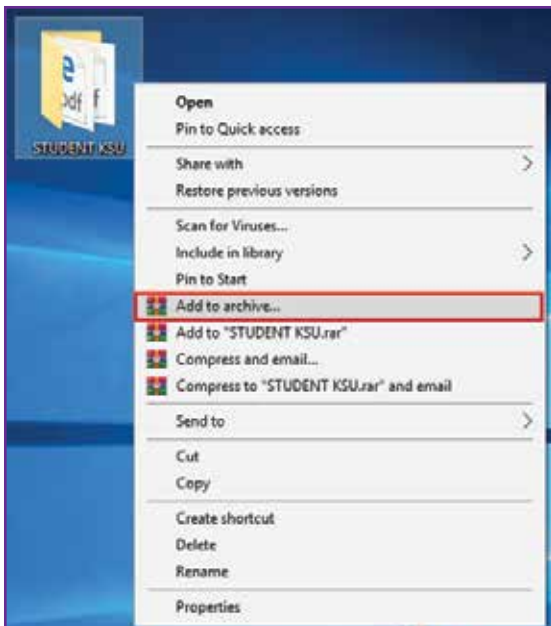 pdf
f
STUDENT KSU
Open
Pin to Quick access
Share with
Restore previous versions
Scan for Viruses...
Include in library
Pin to Start
Add to archive...
Add to "STUDENT KSU.rar"
Compress and email...
Compress to "STUDENT KSU.rar" and email
Send to
Cut
Copy
Create shortcut
Delete
Rename
Properties